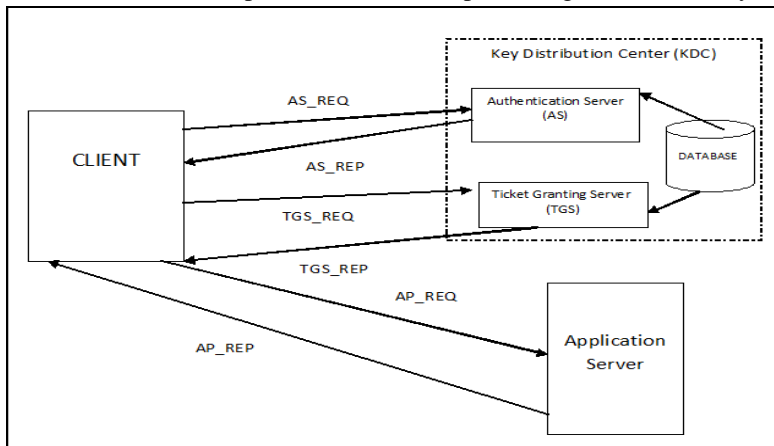 Key Distribution Center (KDC)
AS_REQ
Authentication Server
(AS)
CLIENT
DATABASE
AS_REP
Ticket Granting Server
(TGS)
TGS_REQ
TGS_REP
AP_REQ
AP_REP
Application
Server